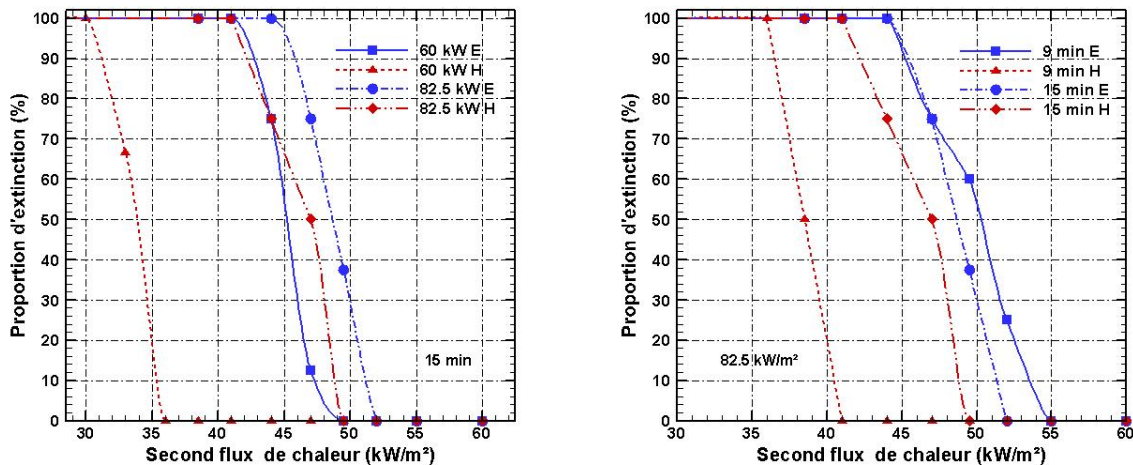 Proportion d'extinction (%)
100
90
80
70
60
50
40
30
20
10
0
60 kW E
60 kW H
82.5 kW E
82.5 kW H
15 min
30 35 40 45 50 55 60
Second flux de chaleur (kW/m²)
Proportion d'extinction (%)
100
90
80
70
60
50
40
30
20
10
0
9 min E
9 min H
15 min E
15 min H
82.5 kW/m²
30 35 40 45 50 55 60
Second flux de chaleur (kW/m²)